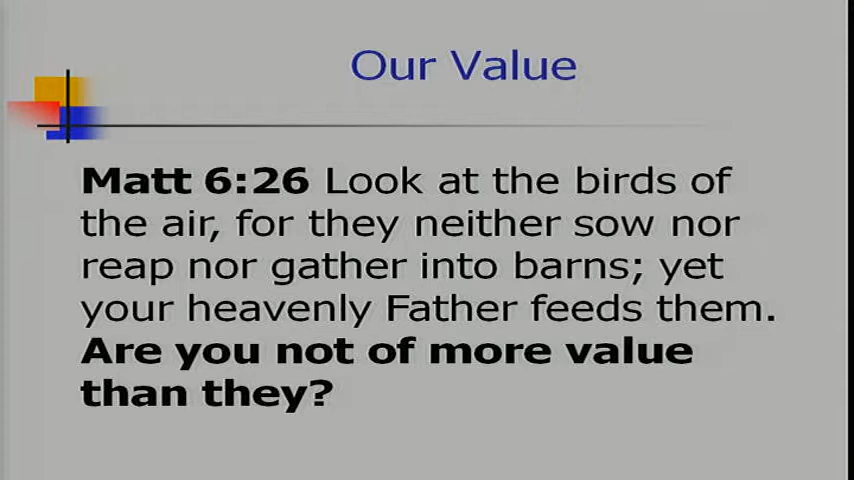 Our Value
Matt 6:26 Look at the birds of
the air, for they neither sow nor
reap nor gather into barns; yet
your heavenly Father feeds them.
Are you not of more value
than they?